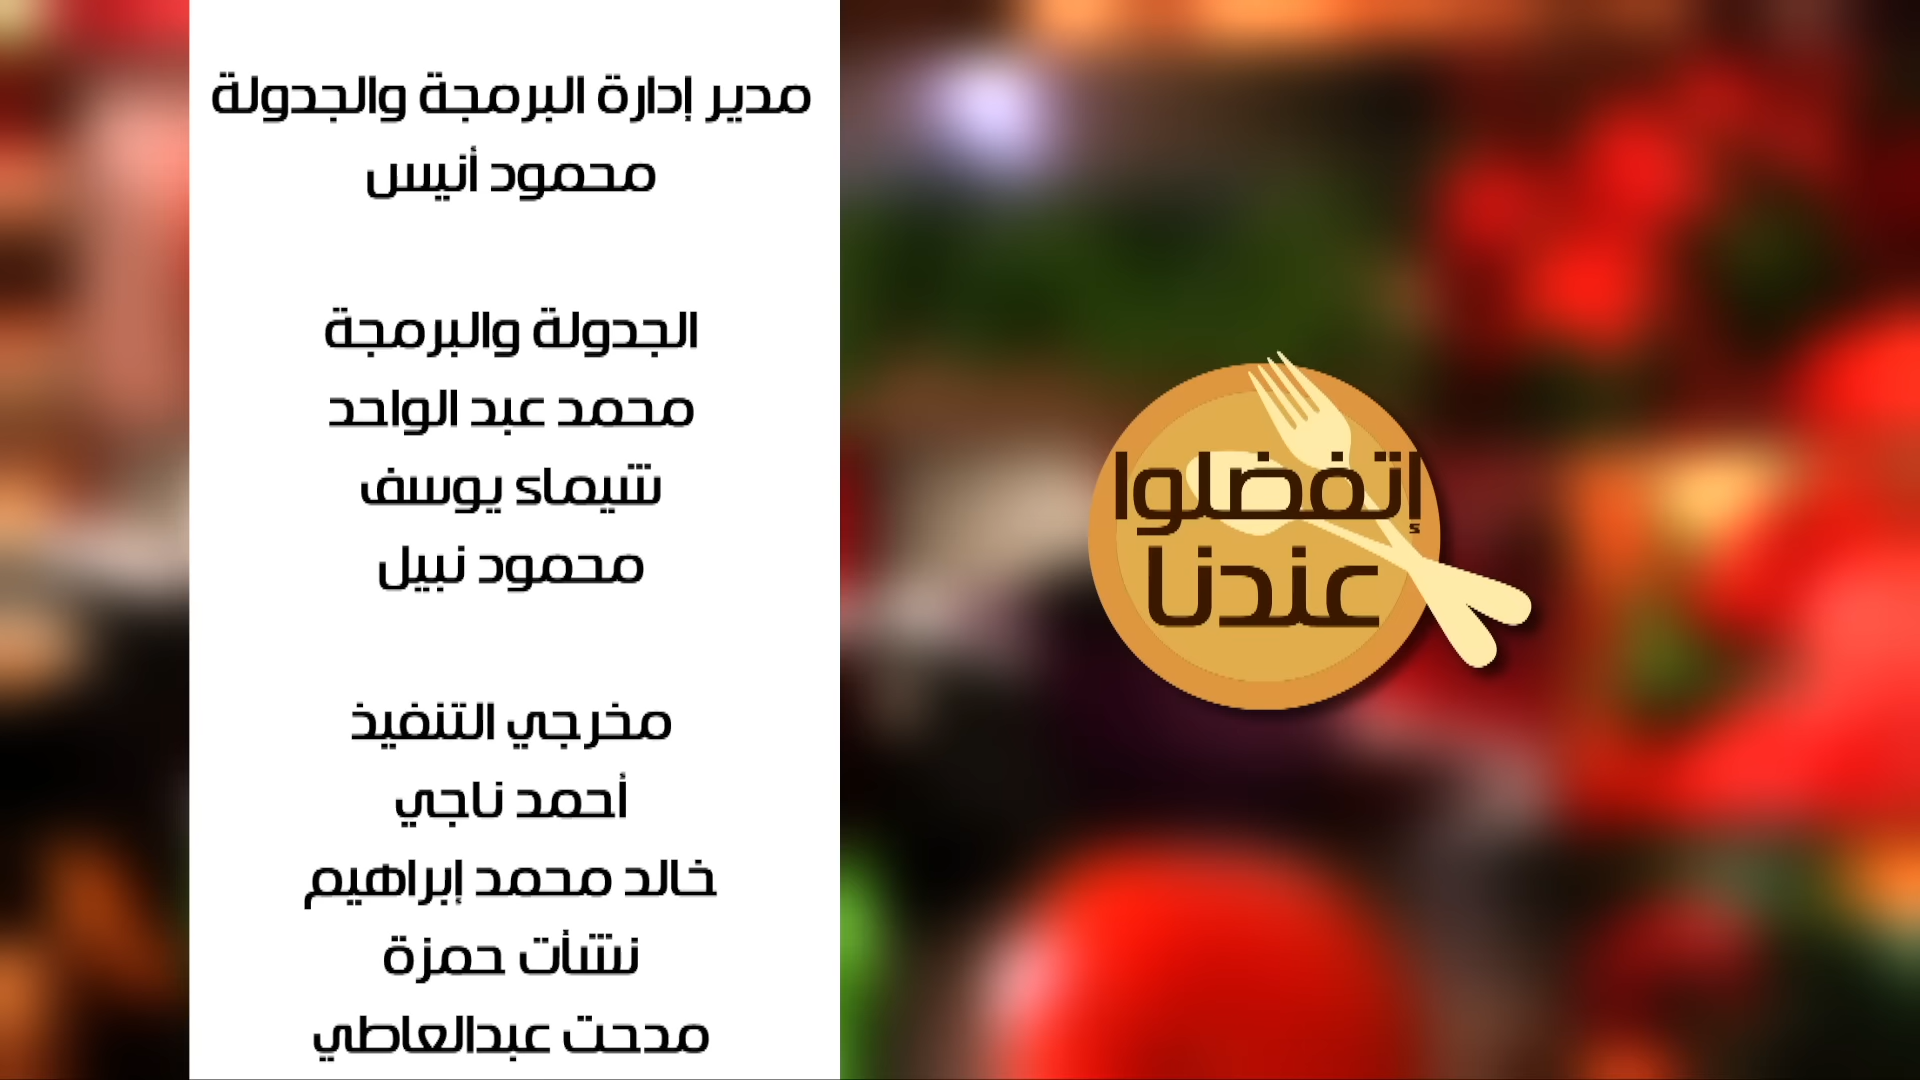 مدير إدارة البرمجة والجدولة
محمود أنيس
الجدولة والبرمجة
محمد عبد الواحد
شيماء يوسف
محمود نبيل
مخرجي التنفيذ
أحمد ناجي
خالد محمد إبراهيم
نشأت حمزة
مدحت عبدالعاطي
إتفضلوا
عندنا